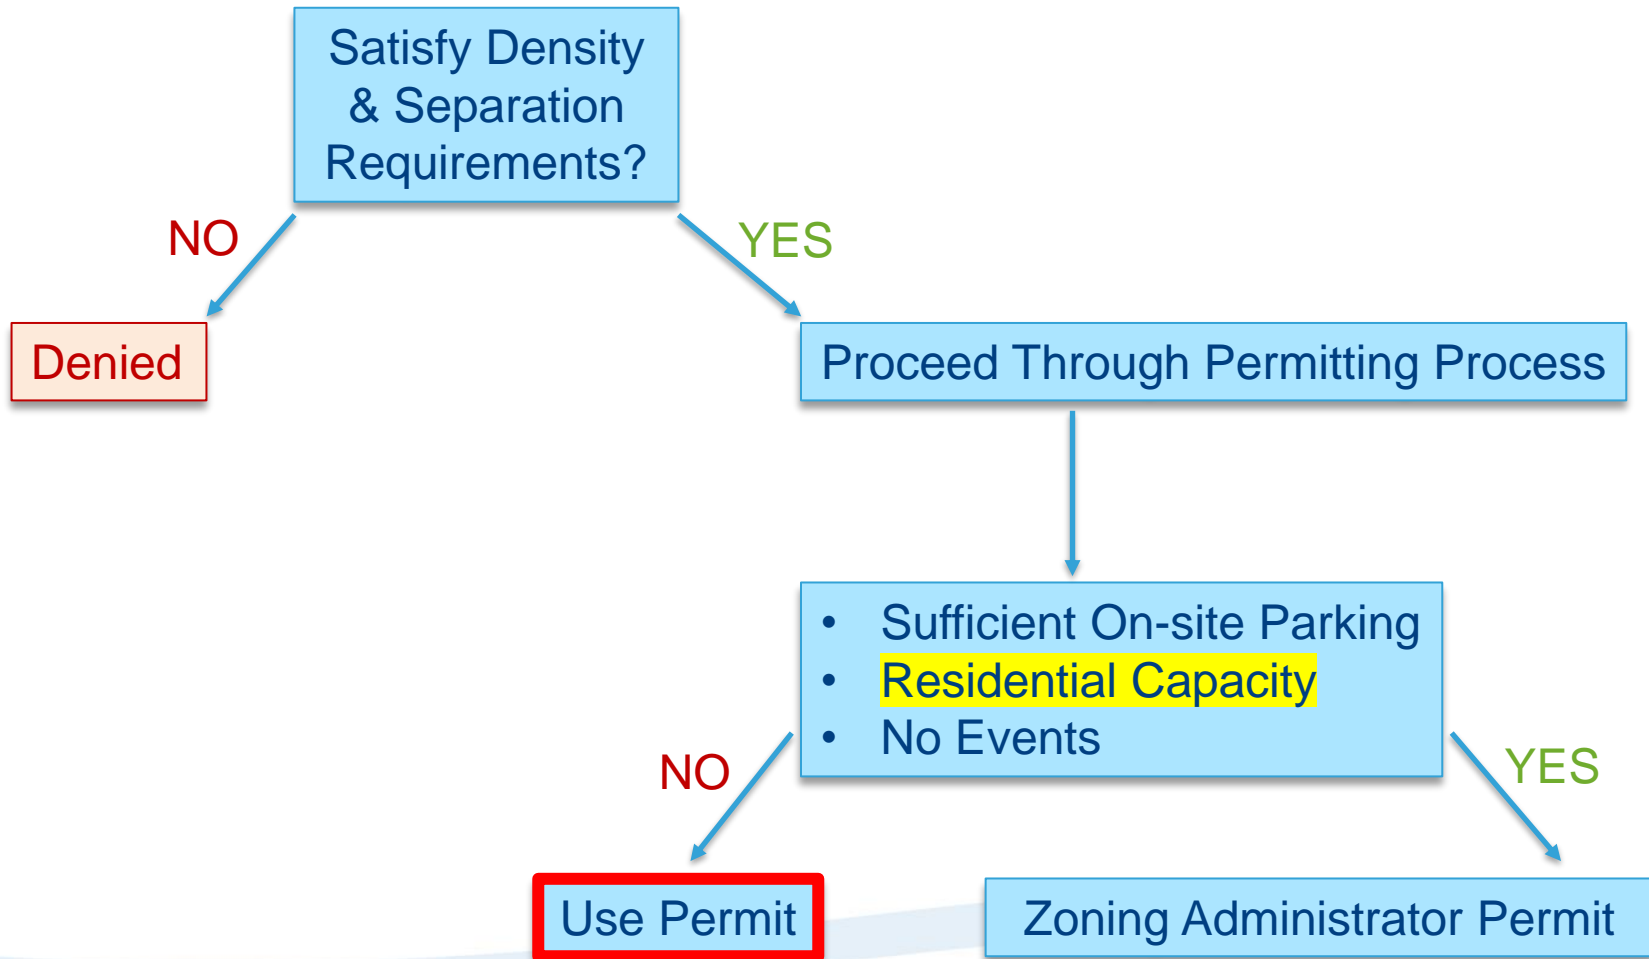 Satisfy Density
& Separation
Requirements?
NO
YES
Denied
Proceed Through Permitting Process
• Sufficient On-site Parking
• Residential Capacity
• No Events
NO
YES
Use Permit
Zoning Administrator Permit